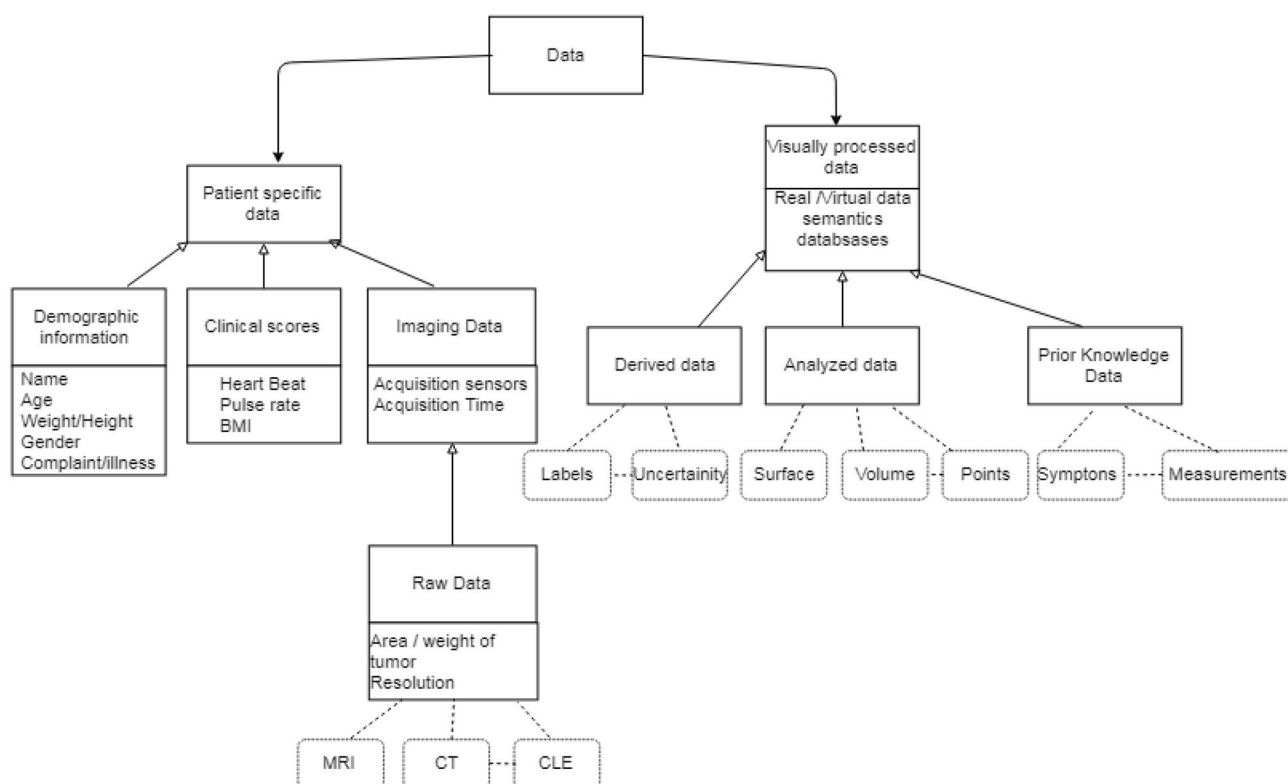 Data
Patient specific
data
Visually processed
data
Real /Virtual data
semantics
databsases
Demographic
information
Name
Age
Weight/Height
Gender
Complaint/illness
Clinical scores
Heart Beat
Pulse rate
BMI
Imaging Data
Acquisition sensors
Acquisition Time
Derived data
Analyzed data
Prior Knowledge
Data
Labels
Uncertainity
Surface
Volume
Points
Symptons
Measurements
Raw Data
Area / weight of
tumor
Resolution
MRI
CT
CLE